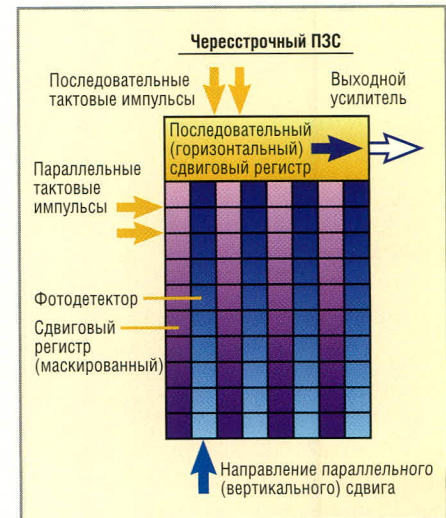 Чересстрочный ПЗС
Последовательные
тактовые импульсы
Выходной
усилитель
Последовательный
(горизонтальный)
сдвиговый регистр
Параллельные
тактовые
импульсы
Фотодетектор
Сдвиговый
регистр
(маскированный)
Направление параллельного
(вертикального) сдвига